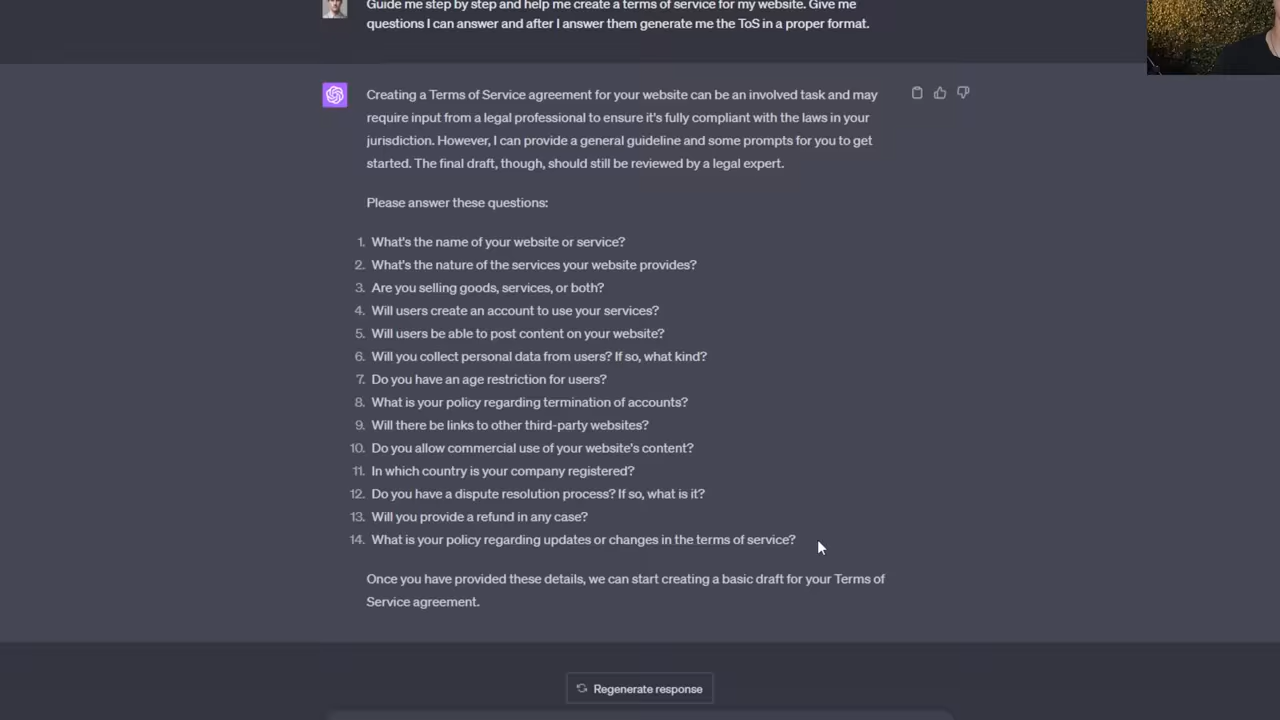 Guide me step by step and help me create a terms of service for my website. Give me
questions I can answer and after I answer them generate me the ToS in a proper format.
Creating a Terms of Service agreement for your website can be an involved task and may
require input from a legal professional to ensure it's fully compliant with the laws in your
jurisdiction. However, I can provide a general guideline and some prompts for you to get
started. The final draft, though, should still be reviewed by a legal expert.
Please answer these questions:
1. What's the name of your website or service?
2. What's the nature of the services your website provides?
3. Are you selling goods, services, or both?
4. Will users create an account to use your services?
5. Will users be able to post content on your website?
6. Will you collect personal data from users? If so, what kind?
7. Do you have an age restriction for users?
8. What is your policy regarding termination of accounts?
9. Will there be links to other third-party websites?
10. Do you allow commercial use of your website's content?
11. In which country is your company registered?
12. Do you have a dispute resolution process? If so, what is it?
13. Will you provide a refund in any case?
14. What is your policy regarding updates or changes in the terms of service?
Once you have provided these details, we can start creating a basic draft for your Terms of
Service agreement.
Regenerate response